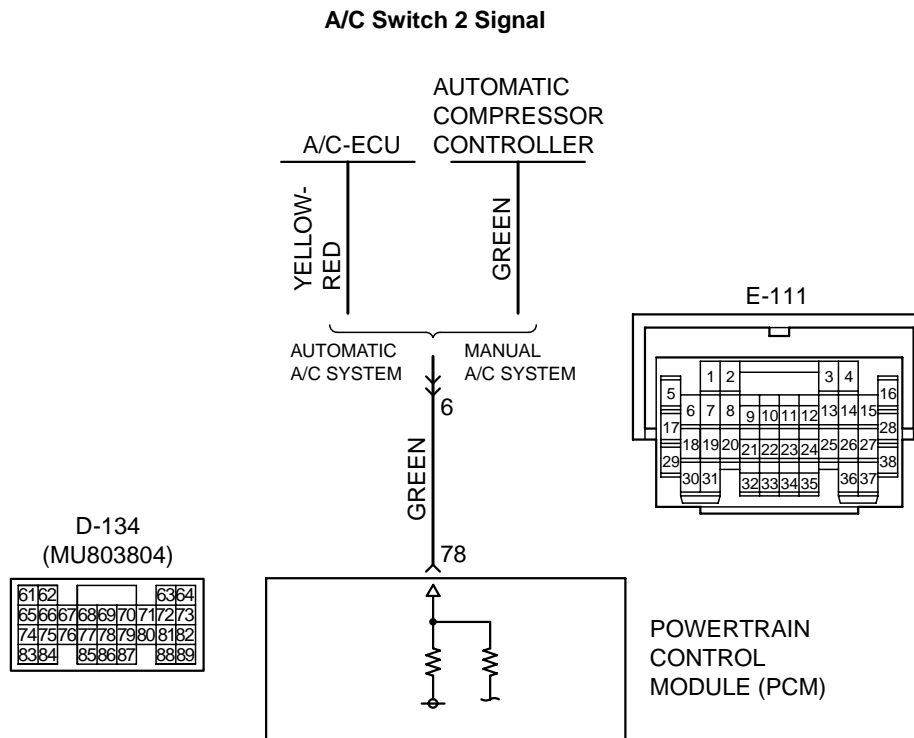 A/C Switch 2 Signal
AUTOMATIC
COMPRESSOR
CONTROLLER
A/C-ECU
YELLOW-
RED
GREEN
AUTOMATIC
A/C SYSTEM
MANUAL
A/C SYSTEM
6
GREEN
78
E-111
1 2 3 4
5 16
6 7 8 9 10 11 12 13 14 15
17 28
18 19 20 21 22 23 24 25 26 27
29 38
30 31 32 33 34 35 36 37
D-134
(MU803804)
61 62 63 64
65 66 67 68 69 70 71 72 73
74 75 76 77 78 79 80 81 82
83 84 85 86 87 88 89
POWERTRAIN
CONTROL
MODULE (PCM)